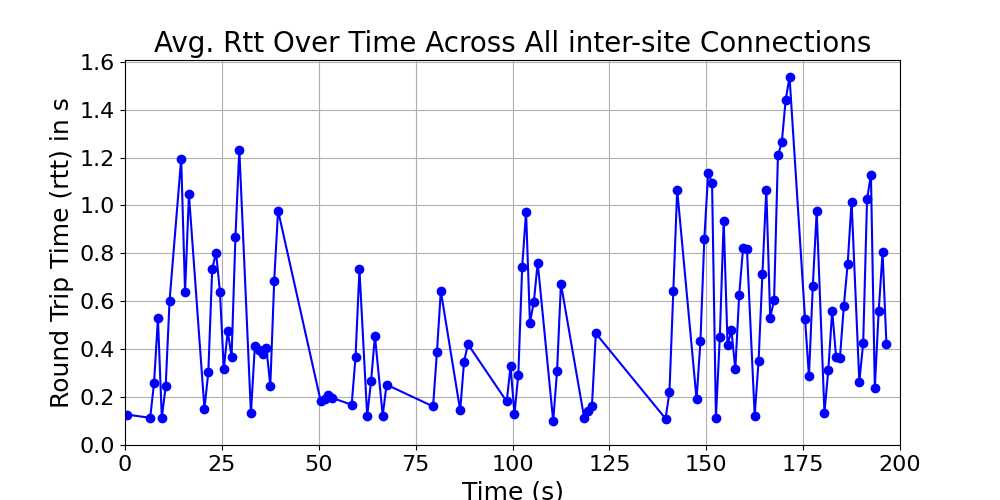 Avg. Rtt Over Time Across All inter-site Connections
Round Trip Time (rtt) in s
1.6
1.4
1.2
1.0
0.8
0.6
0.4
0.2
0.0
0 25 50 75 100 125 150 175 200
Time (s)